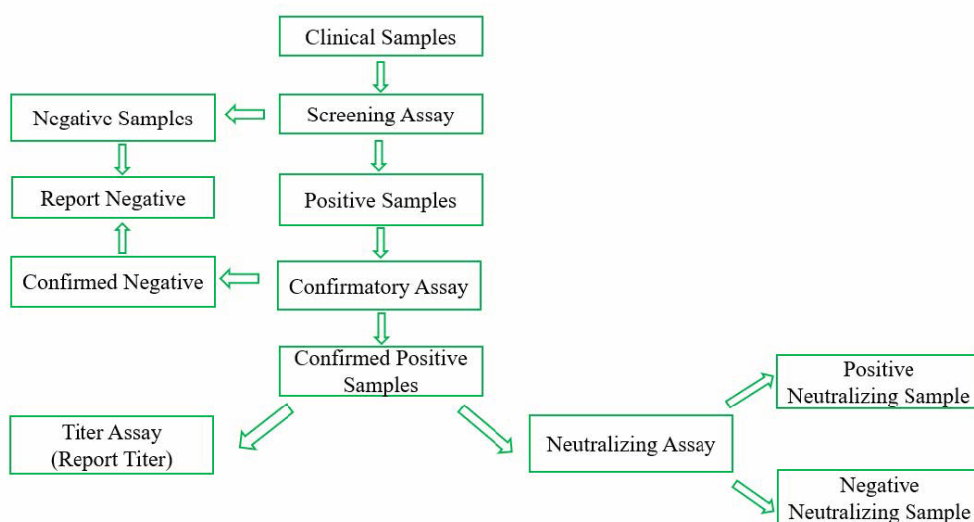 Clinical Samples
Negative Samples
Screening Assay
Report Negative
Positive Samples
Confirmed Negative
Confirmatory Assay
Confirmed Positive
Samples
Titer Assay
(Report Titer)
Neutralizing Assay
Positive
Neutralizing Sample
Negative
Neutralizing Sample